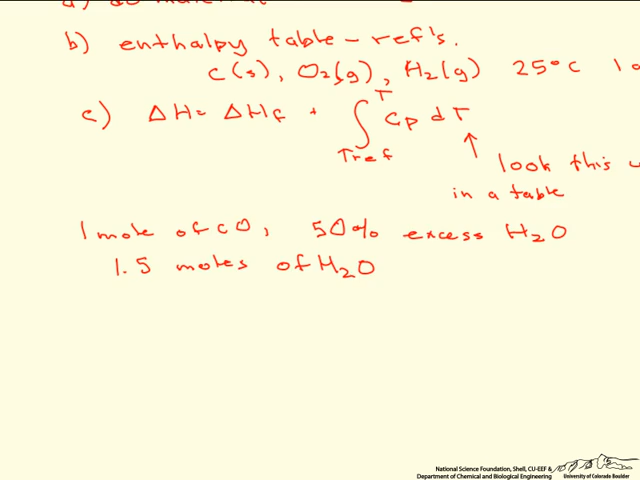 b) enthalpy table - ref's.
C(s), O2(g), H2(g) 25°C 1
c) ΔH = ΔHf + ∫ Tref T Cp dT
look this
in a table
1 mole of CO, 50% excess H2O
1.5 moles of H2O
National Science Foundation, Shell, CU-EEF &
Department of Chemical and Biological Engineering
University of Colorado Boulder